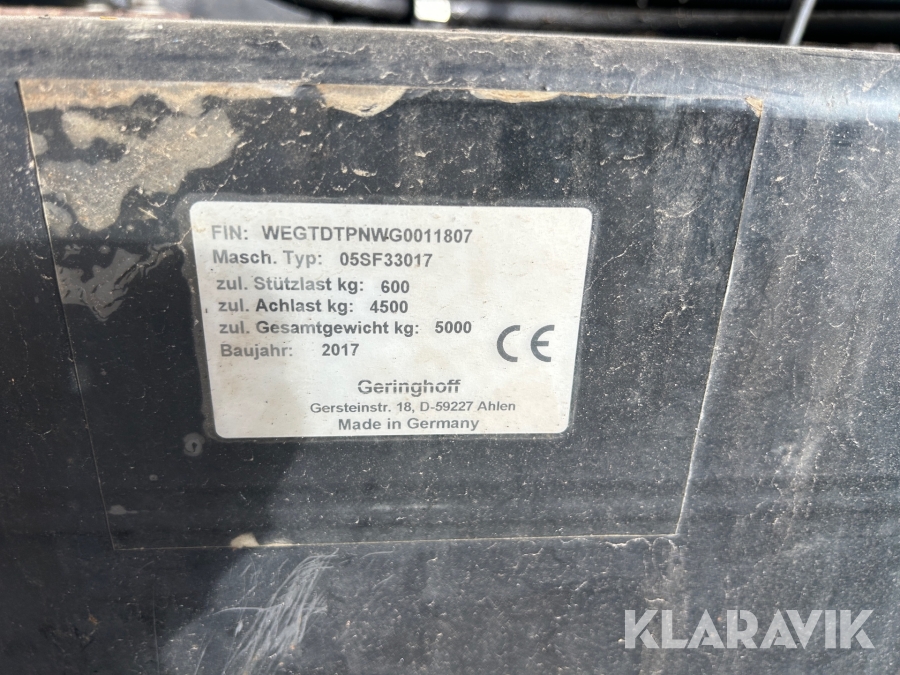 FIN: WEGTDTPNWG0011807
Masch. Typ: 05SF33017
zul. Stützlast kg: 600
zul. Achlast kg: 4500
zul. Gesamtgewicht kg: 5000
Baujahr: 2017
CE
Geringhoff
Gersteinstr. 18, D-59227 Ahlen
Made in Germany
KLARAVIK